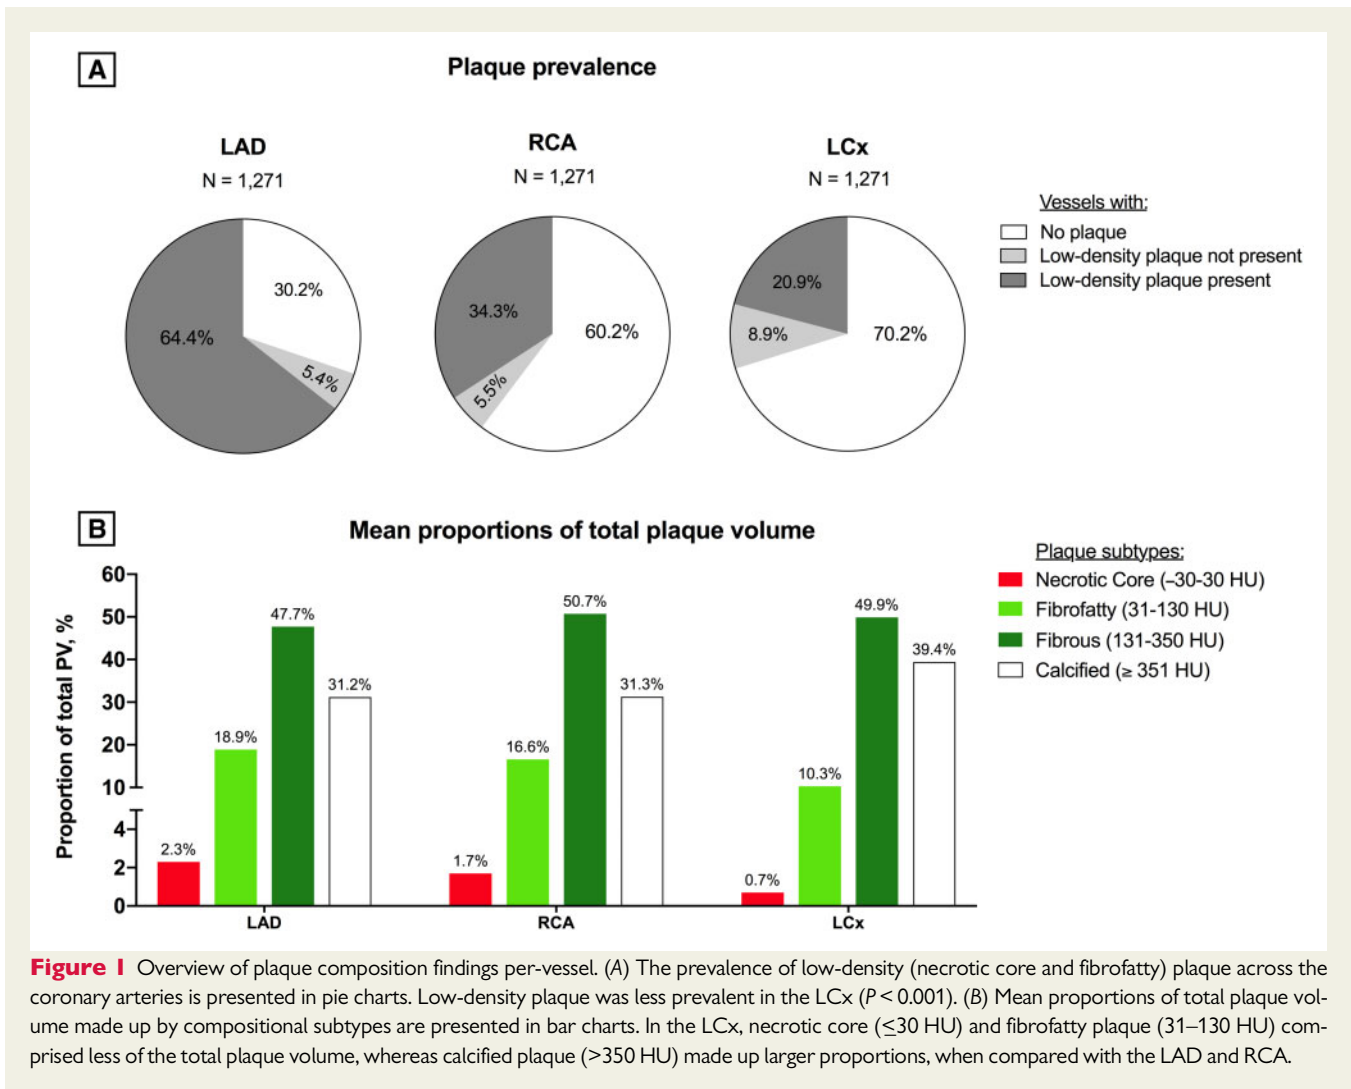 A
Plaque prevalence
LAD
N = 1,271
RCA
N = 1,271
LCx
N = 1,271
30.2%
5.4%
64.4%
60.2%
5.5%
34.3%
70.2%
8.9%
20.9%
Vessels with:
No plaque
Low-density plaque not present
Low-density plaque present
B
Mean proportions of total plaque volume
Proportion of total PV, %
60
50
40
30
20
10
4
2
0
2.3%
18.9%
47.7%
31.2%
1.7%
16.6%
50.7%
31.3%
0.7%
10.3%
49.9%
39.4%
LAD
RCA
LCx
Plaque subtypes:
Necrotic Core (–30-30 HU)
Fibrofatty (31-130 HU)
Fibrous (131-350 HU)
Calcified (≥ 351 HU)
Figure 1 Overview of plaque composition findings per-vessel. (A) The prevalence of low-density (necrotic core and fibrofatty) plaque across the
coronary arteries is presented in pie charts. Low-density plaque was less prevalent in the LCx (P < 0.001). (B) Mean proportions of total plaque vol-
ume made up by compositional subtypes are presented in bar charts. In the LCx, necrotic core (≤30 HU) and fibrofatty plaque (31–130 HU) com-
prised less of the total plaque volume, whereas calcified plaque (>350 HU) made up larger proportions, when compared with the LAD and RCA.